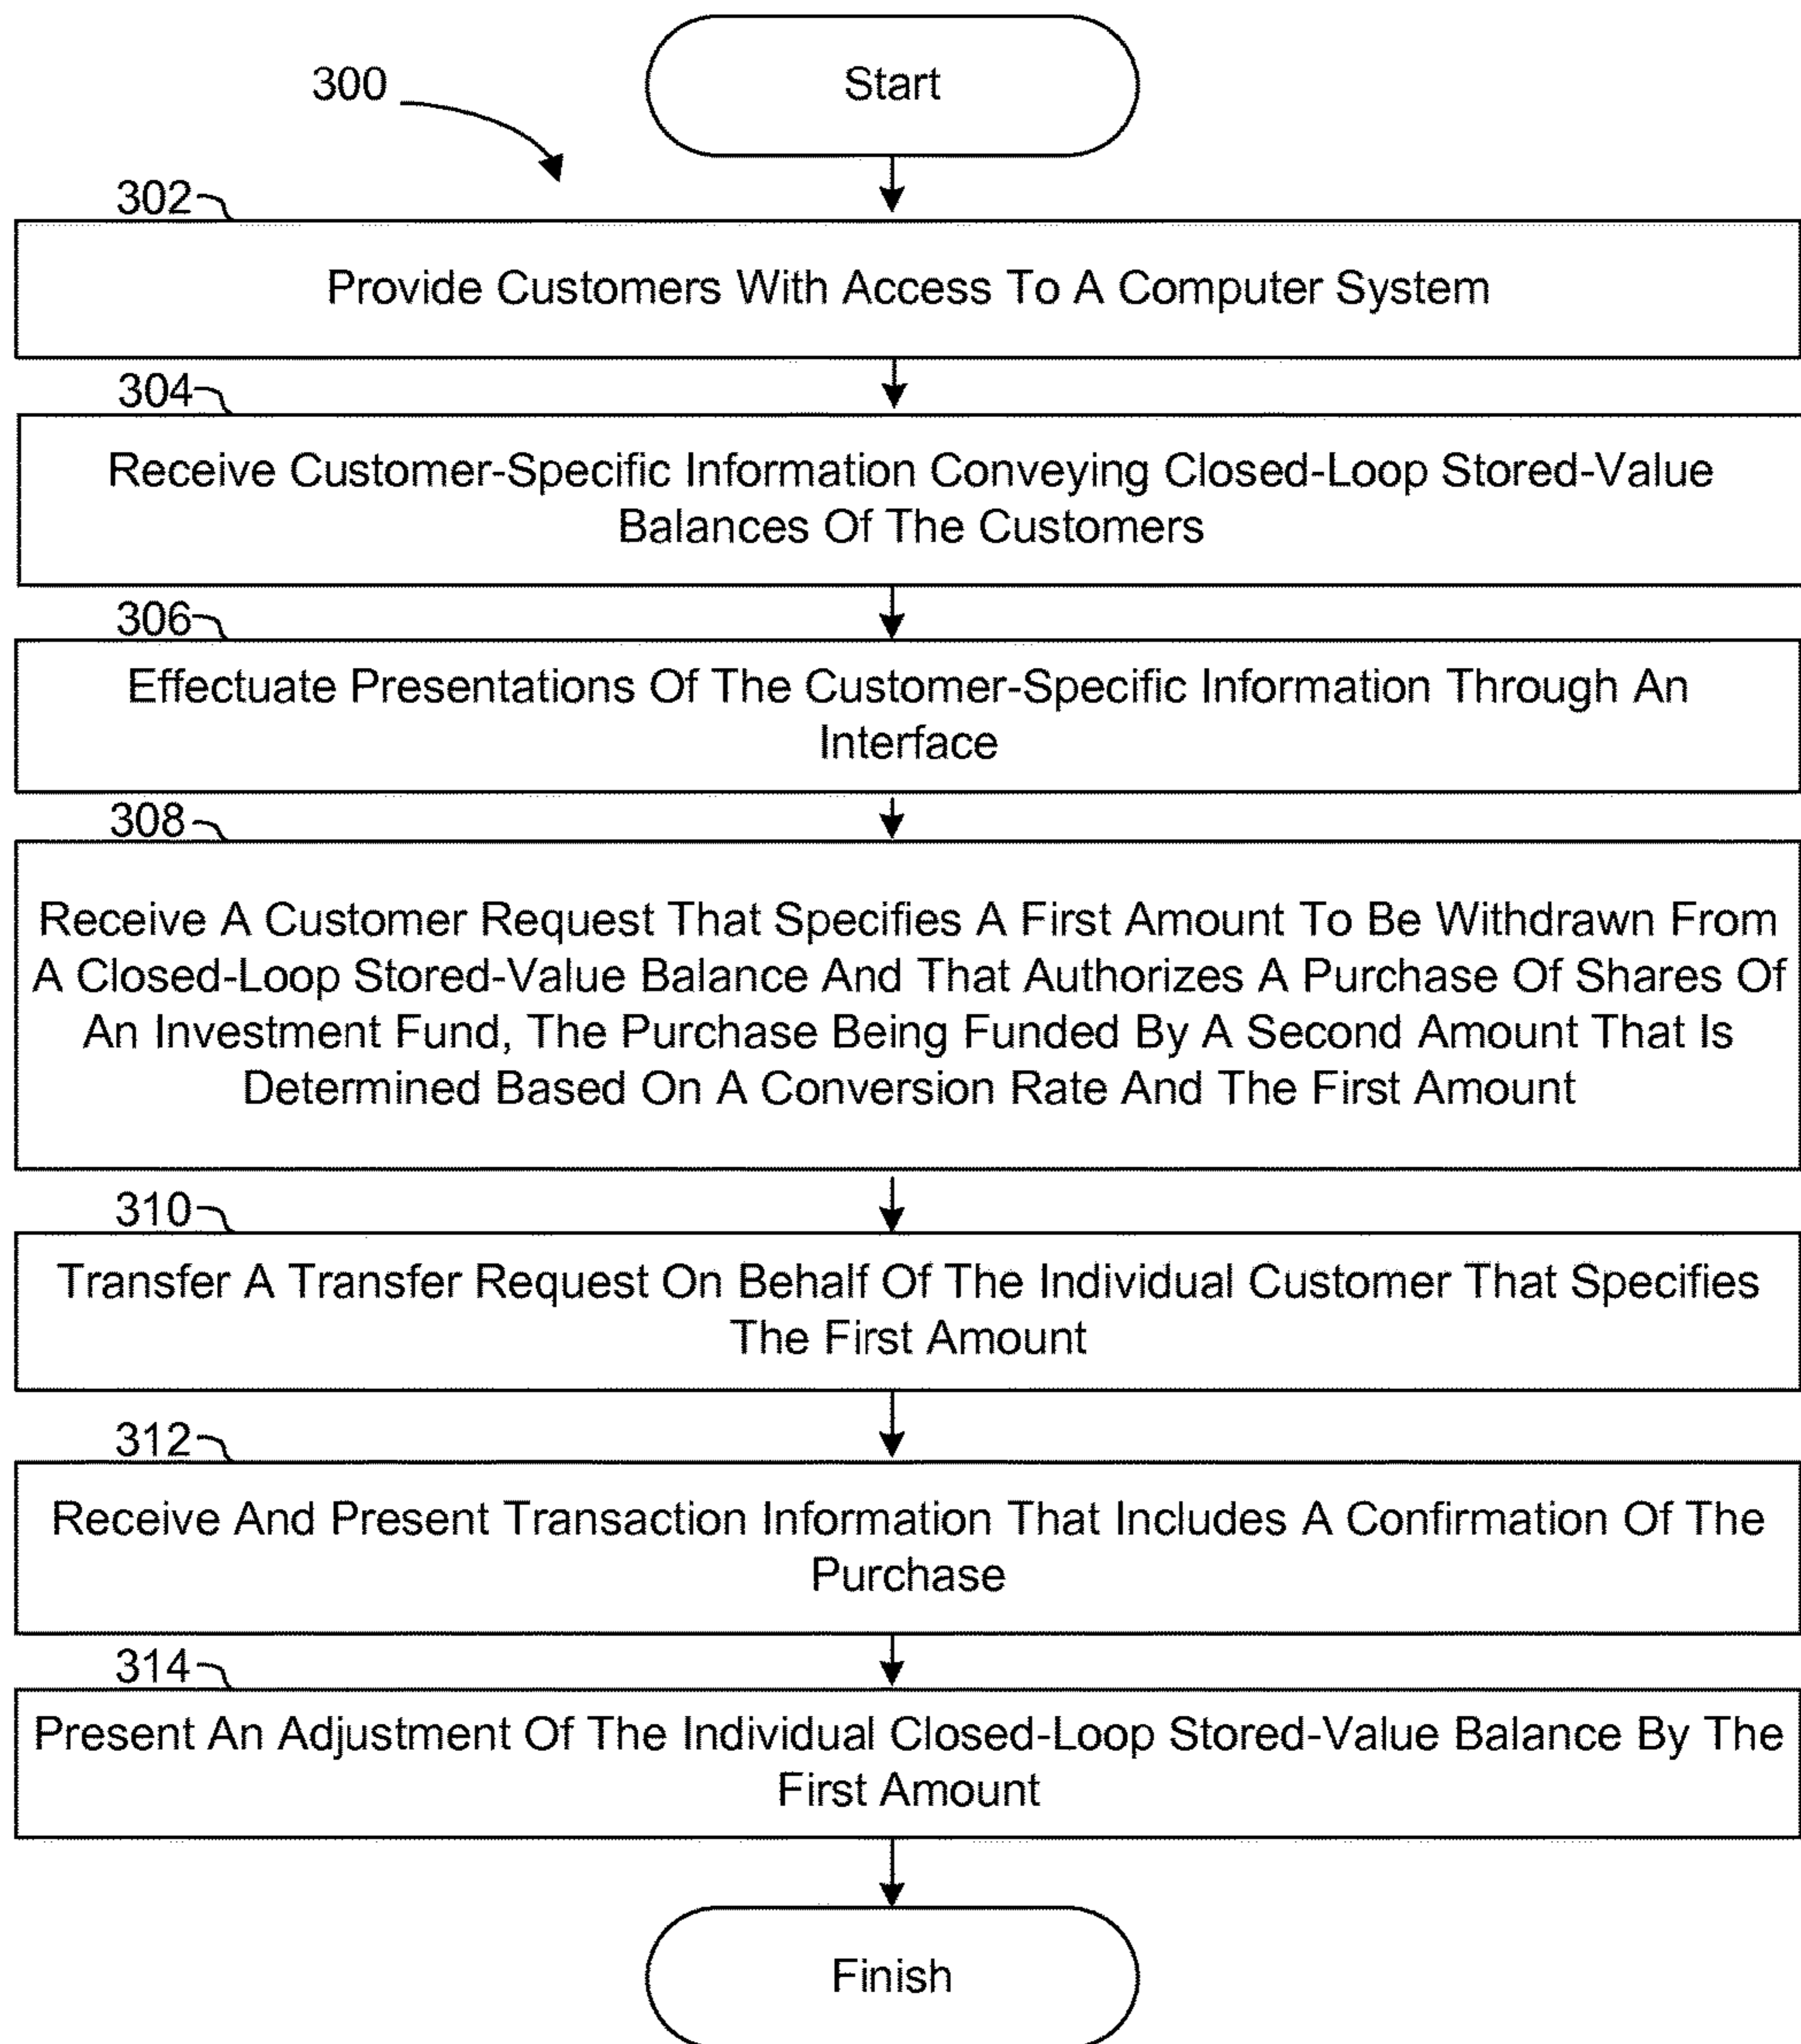 Start
300
302
Provide Customers With Access To A Computer System
304
Receive Customer-Specific Information Conveying Closed-Loop Stored-Value
Balances Of The Customers
306
Effectuate Presentations Of The Customer-Specific Information Through An
Interface
308
Receive A Customer Request That Specifies A First Amount To Be Withdrawn From
A Closed-Loop Stored-Value Balance And That Authorizes A Purchase Of Shares Of
An Investment Fund, The Purchase Being Funded By A Second Amount That Is
Determined Based On A Conversion Rate And The First Amount
310
Transfer A Transfer Request On Behalf Of The Individual Customer That Specifies
The First Amount
312
Receive And Present Transaction Information That Includes A Confirmation Of The
Purchase
314
Present An Adjustment Of The Individual Closed-Loop Stored-Value Balance By The
First Amount
Finish